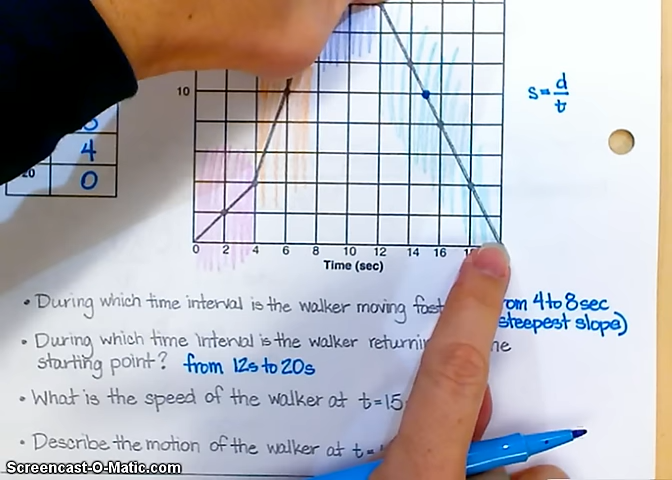 s = d/t
10
4
20 0
0 2 4 6 8 10 12 14 16
Time (sec)
• During which time interval is the walker moving from 4 to 8 sec
steepest slope)
• During which time interval is the walker the
starting point? from 12s to 20s
• What is the speed of the walker at t=15
• Describe the motion of the walker at t=
Screencast-O-Matic.com